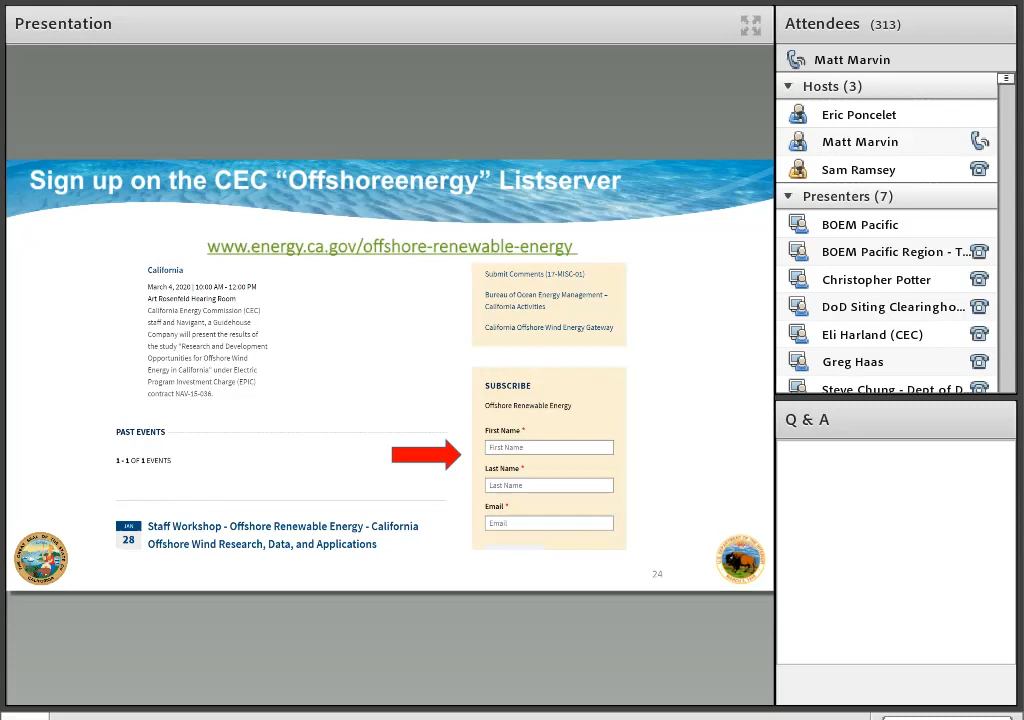 Presentation
Sign up on the CEC “Offshoreenergy” Listserver
www.energy.ca.gov/offshore-renewable-energy
California
March 4, 2020 | 10:00 AM - 12:00 PM
Art Rosenfeld Hearing Room
California Energy Commission (CEC)
staff and Navigant, a Guidehouse
Company will present the results of
the study "Research and Development
Opportunities for Offshore Wind
Energy in California" under Electric
Program Investment Charge (EPIC)
contract NAV-15-036.
PAST EVENTS
1 - 1 OF 1 EVENTS
JAN
28
Staff Workshop - Offshore Renewable Energy - California
Offshore Wind Research, Data, and Applications
Submit Comments (17-MISC-01)
Bureau of Ocean Energy Management –
California Activities
California Offshore Wind Energy Gateway
SUBSCRIBE
Offshore Renewable Energy
First Name *
First Name
Last Name *
Last Name
Email *
Email
24
Attendees (313)
Matt Marvin
Hosts (3)
Eric Poncelet
Matt Marvin
Sam Ramsey
Presenters (7)
BOEM Pacific
BOEM Pacific Region - T...
Christopher Potter
DoD Siting Clearingho...
Eli Harland (CEC)
Greg Haas
Steve Chung - Dept of D...
Q & A